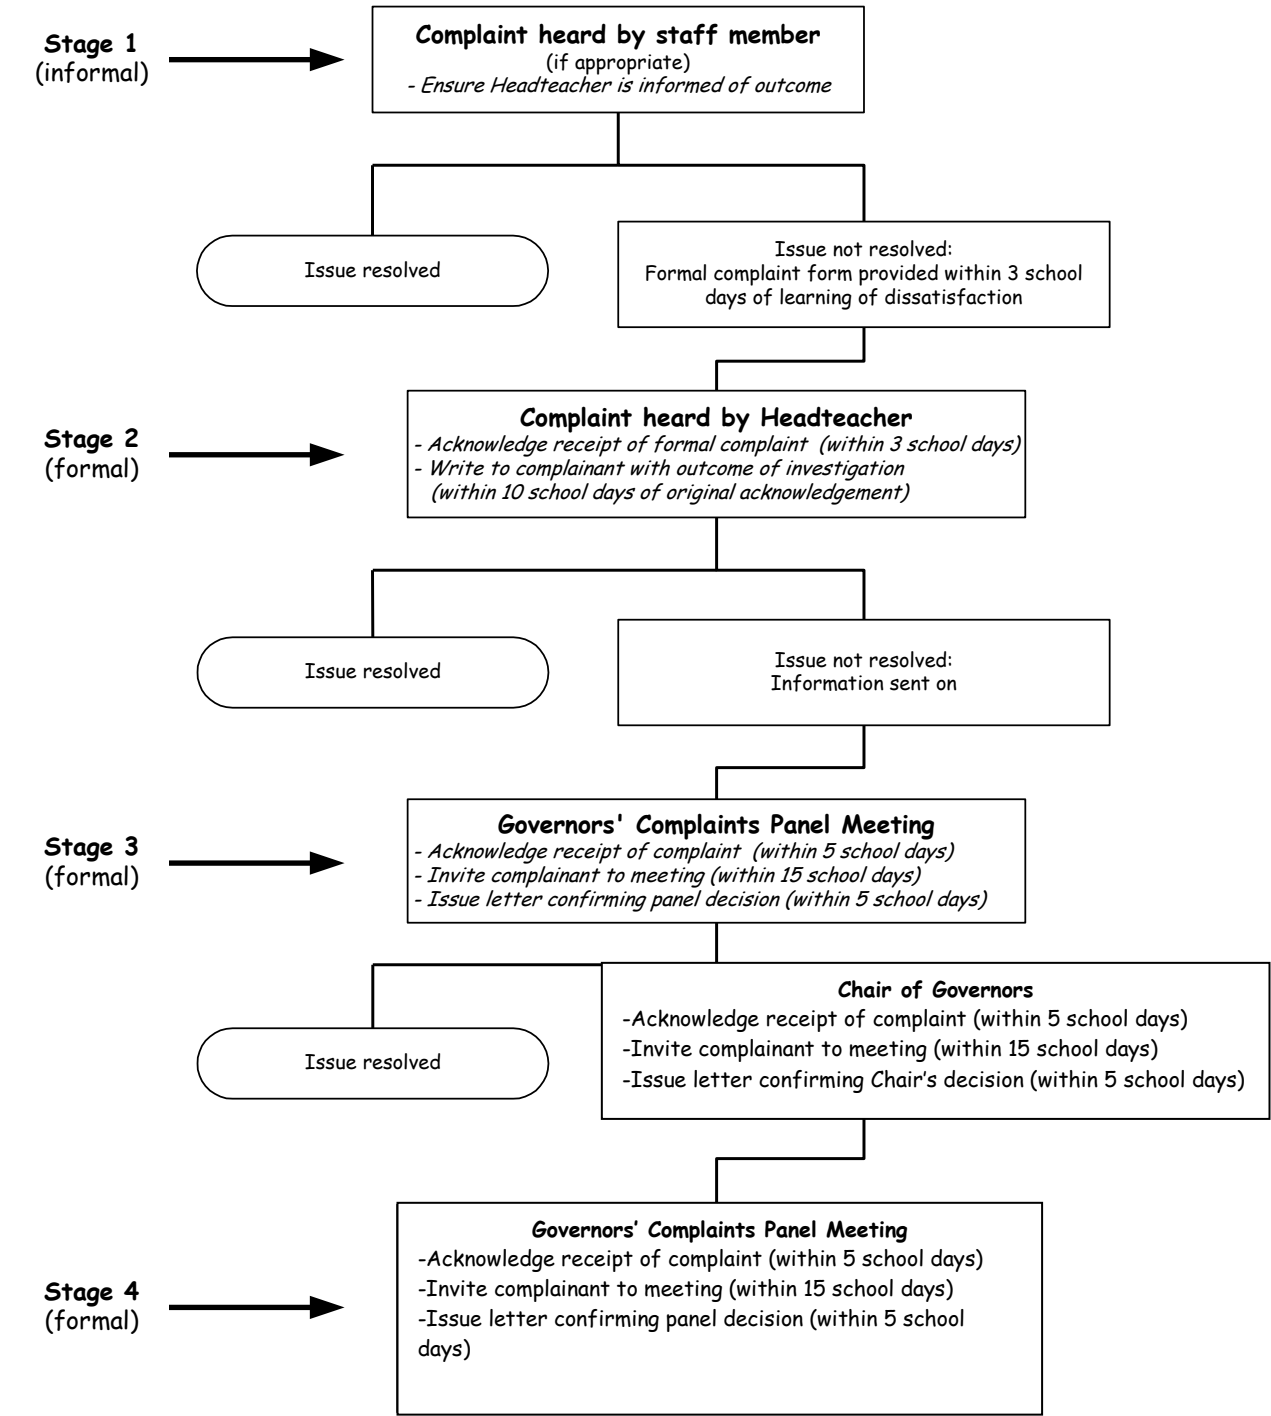 Stage 1
(informal)
Complaint heard by staff member
(if appropriate)
- Ensure Headteacher is informed of outcome
Issue resolved
Issue not resolved:
Formal complaint form provided within 3 school
days of learning of dissatisfaction
Stage 2
(formal)
Complaint heard by Headteacher
- Acknowledge receipt of formal complaint (within 3 school days)
- Write to complainant with outcome of investigation
(within 10 school days of original acknowledgement)
Issue resolved
Issue not resolved:
Information sent on
Stage 3
(formal)
Governors' Complaints Panel Meeting
- Acknowledge receipt of complaint (within 5 school days)
- Invite complainant to meeting (within 15 school days)
- Issue letter confirming panel decision (within 5 school days)
Issue resolved
Chair of Governors
-Acknowledge receipt of complaint (within 5 school days)
-Invite complainant to meeting (within 15 school days)
-Issue letter confirming Chair’s decision (within 5 school days)
Stage 4
(formal)
Governors’ Complaints Panel Meeting
-Acknowledge receipt of complaint (within 5 school days)
-Invite complainant to meeting (within 15 school days)
-Issue letter confirming panel decision (within 5 school
days)